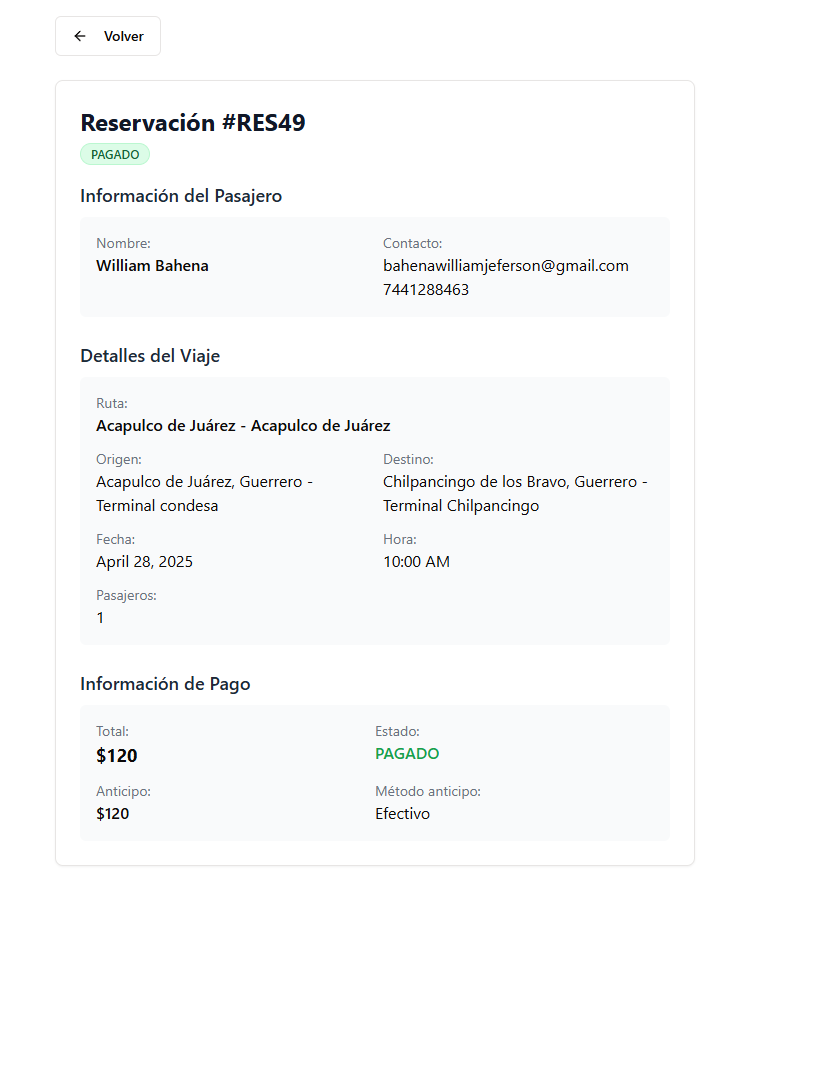 Volver
Reservación #RES49
PAGADO
Información del Pasajero
Nombre:
William Bahena
Contacto:
bahenawilliamjeferson@gmail.com
7441288463
Detalles del Viaje
Ruta:
Acapulco de Juárez - Acapulco de Juárez
Origen:
Acapulco de Juárez, Guerrero -
Terminal condesa
Destino:
Chilpancingo de los Bravo, Guerrero -
Terminal Chilpancingo
Fecha:
April 28, 2025
Hora:
10:00 AM
Pasajeros:
1
Información de Pago
Total:
$120
Estado:
PAGADO
Anticipo:
$120
Método anticipo:
Efectivo